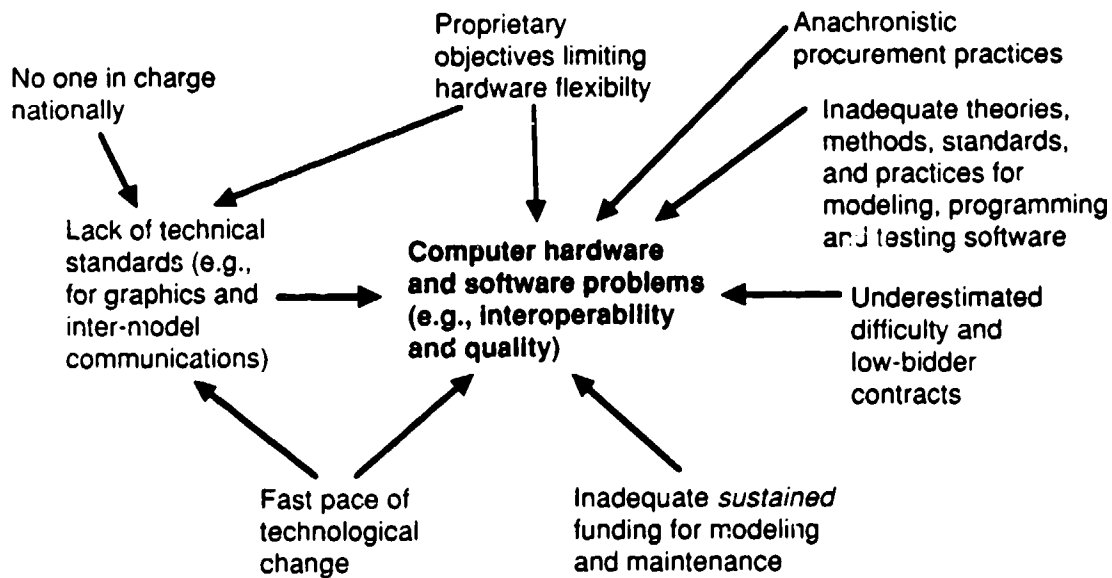 No one in charge
nationally
Proprietary
objectives limiting
hardware flexibilty
Anachronistic
procurement practices
Inadequate theories,
methods, standards,
and practices for
modeling, programming
and testing software
Lack of technical
standards (e.g.,
for graphics and
inter-model
communications)
Computer hardware
and software problems
(e.g., interoperability
and quality)
Underestimated
difficulty and
low-bidder
contracts
Fast pace of
technological
change
Inadequate sustained
funding for modeling
and maintenance